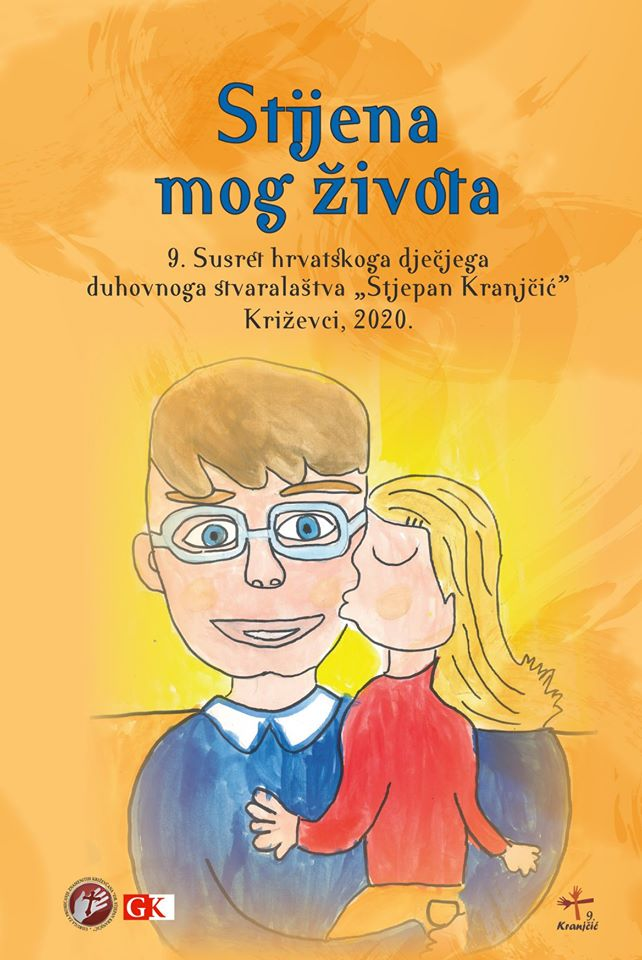 Stijena
mog života
9. Susret hrvatskoga dječjega
duhovnoga stvaralaštva „Stjepan Kranjčić”
Križevci, 2020.
GK
9.
Kranjčić